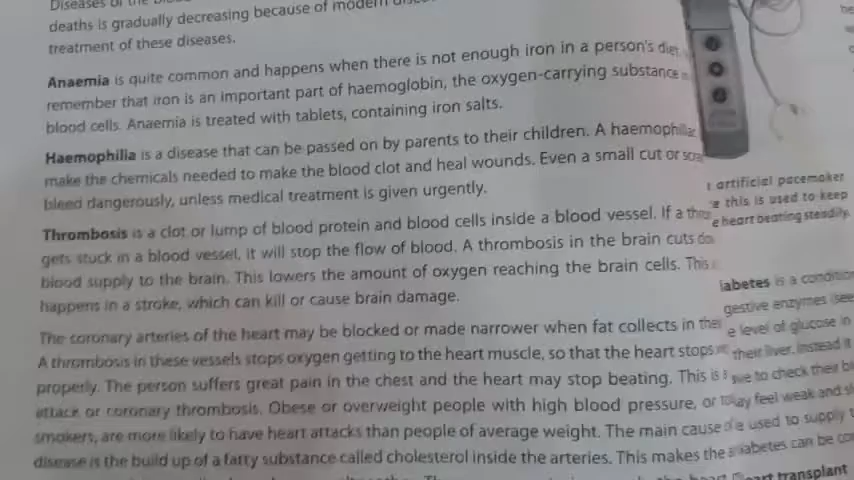 Diseases of the
deaths is gradually decreasing because of modern
treatment of these diseases.
Anaemia is quite common and happens when there is not enough iron in a person's diet
remember that iron is an important part of haemoglobin, the oxygen-carrying substance
blood cells. Anaemia is treated with tablets, containing iron salts.
Haemophilia is a disease that can be passed on by parents to their children. A haemophiliac
make the chemicals needed to make the blood clot and heal wounds. Even a small cut or
bleed dangerously, unless medical treatment is given urgently.
Thrombosis is a clot or lump of blood protein and blood cells inside a blood vessel. If a
gets stuck in a blood vessel, it will stop the flow of blood. A thrombosis in the brain cuts
blood supply to the brain. This lowers the amount of oxygen reaching the brain cells. This
happens in a stroke, which can kill or cause brain damage.
The coronary arteries of the heart may be blocked or made narrower when fat collects in
A thrombosis in these vessels stops oxygen getting to the heart muscle, so that the heart stops
properly. The person suffers great pain in the chest and the heart may stop beating. This is
attack or coronary thrombosis. Obese or overweight people with high blood pressure, or
smokers, are more likely to have heart attacks than people of average weight. The main cause
disease is the build up of a fatty substance called cholesterol inside the arteries. This makes the
artificial pacemaker
this is used to keep
heart beating steadily.
iabetes is a condition
gestive enzymes (see
level of glucose in
their liver. Instead it
to check their
feel weak and
used to supply
iabetes can be
transplant